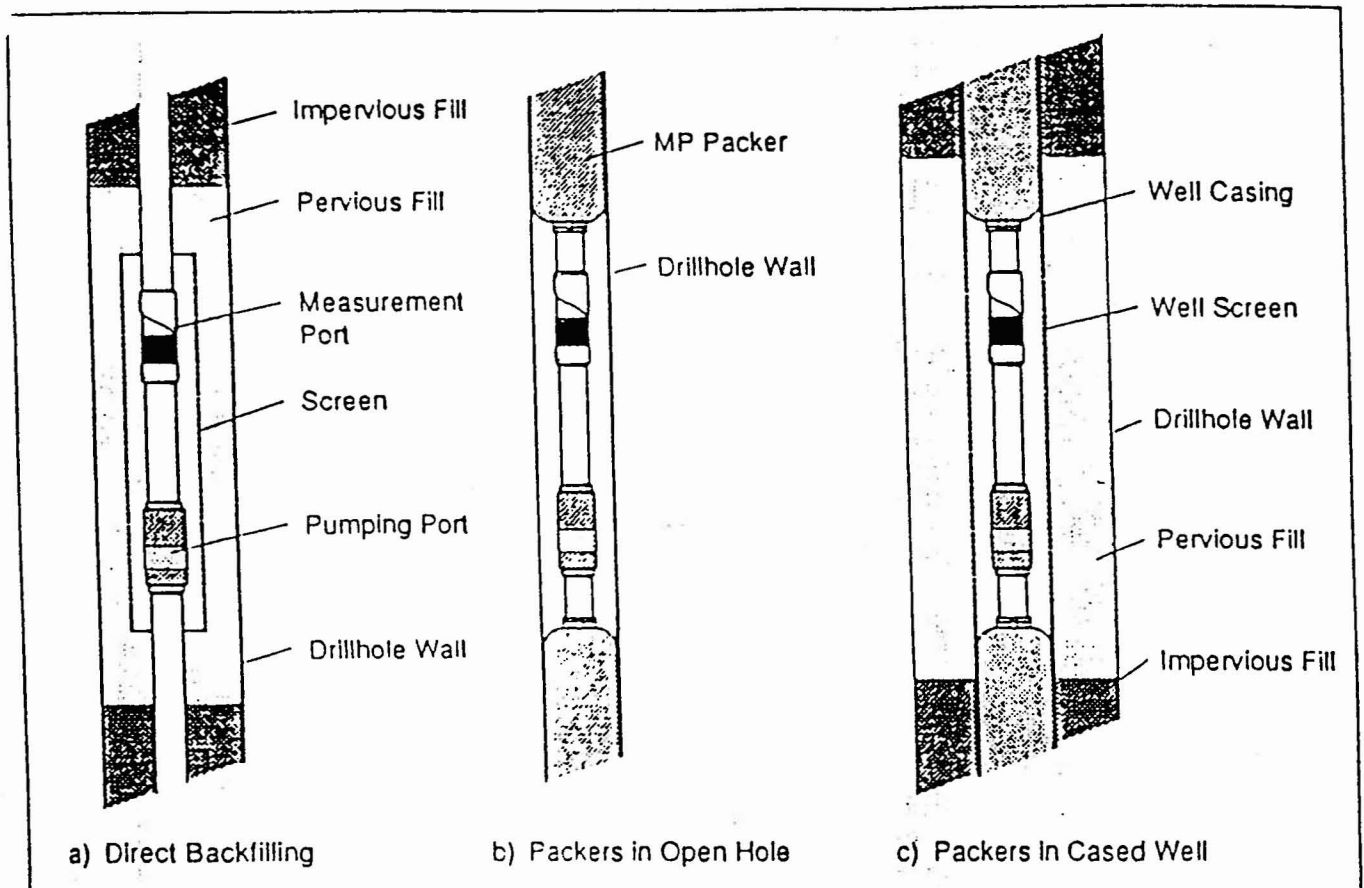 Impervious Fill
Pervious Fill
Measurement
Port
Screen
Pumping Port
Drillhole Wall
a) Direct Backfilling
MP Packer
Drillhole Wall
b) Packers in Open Hole
Well Casing
Well Screen
Drillhole Wall
Pervious Fill
Impervious Fill
c) Packers in Cased Well